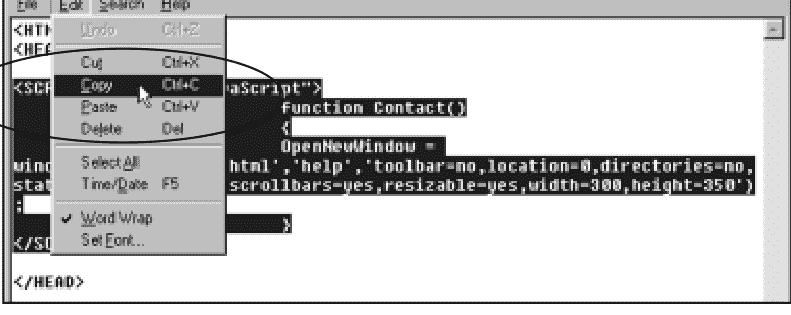 File Edit Search Help
<HTM
<HEA
Undo Ctrl+Z
Cut Ctrl+X
Copy Ctrl+C
Paste Ctrl+V
Delete Del
Select All
Time/Date F5
Word Wrap
Set Font...
<SCR aScript">
function Contact()
{
OpenNewWindow =
wind html','help','toolbar=no,location=0,directories=no,
stat scrollbars=yes,resizable=yes,width=300,height=350')
;
}
</SC
</HEAD>